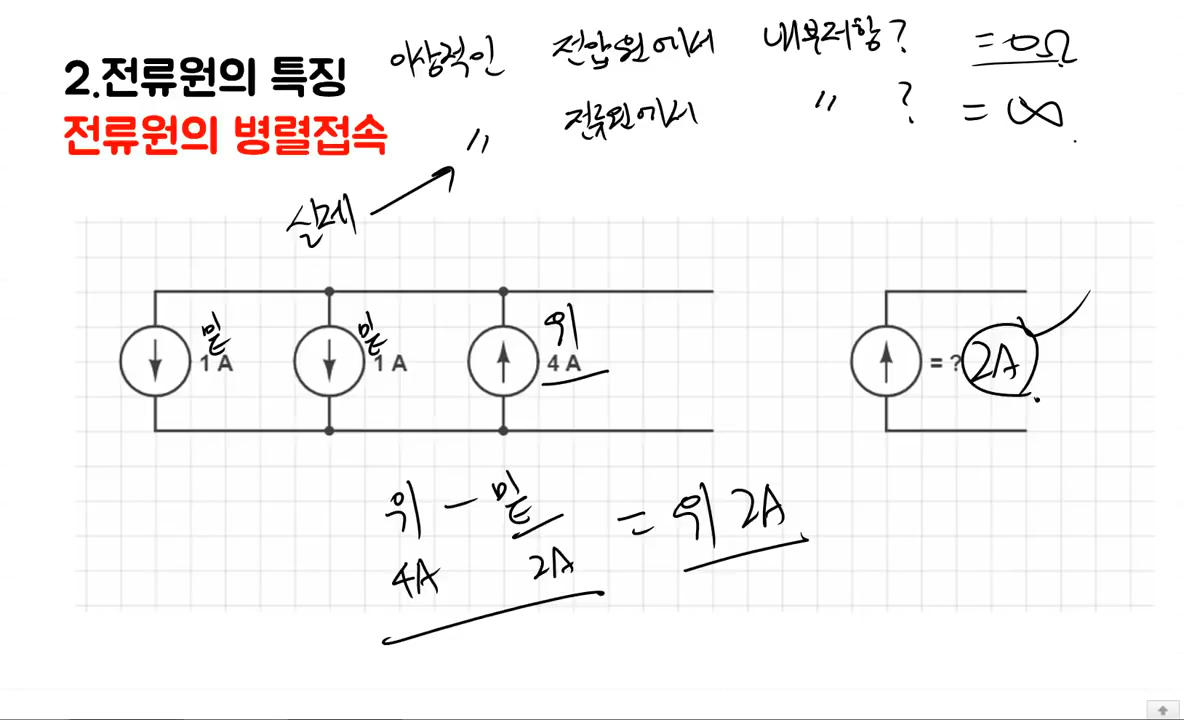 이상적인 전압원에서 내부저항? = 0Ω
2.전류원의 특징
〃 전류원에서 〃 ? = ∞
전류원의 병렬접속
실제
밑 밑 위
1 A 1 A 4 A = ? 2A
위 - 밑 = 위 2A
4A 2A